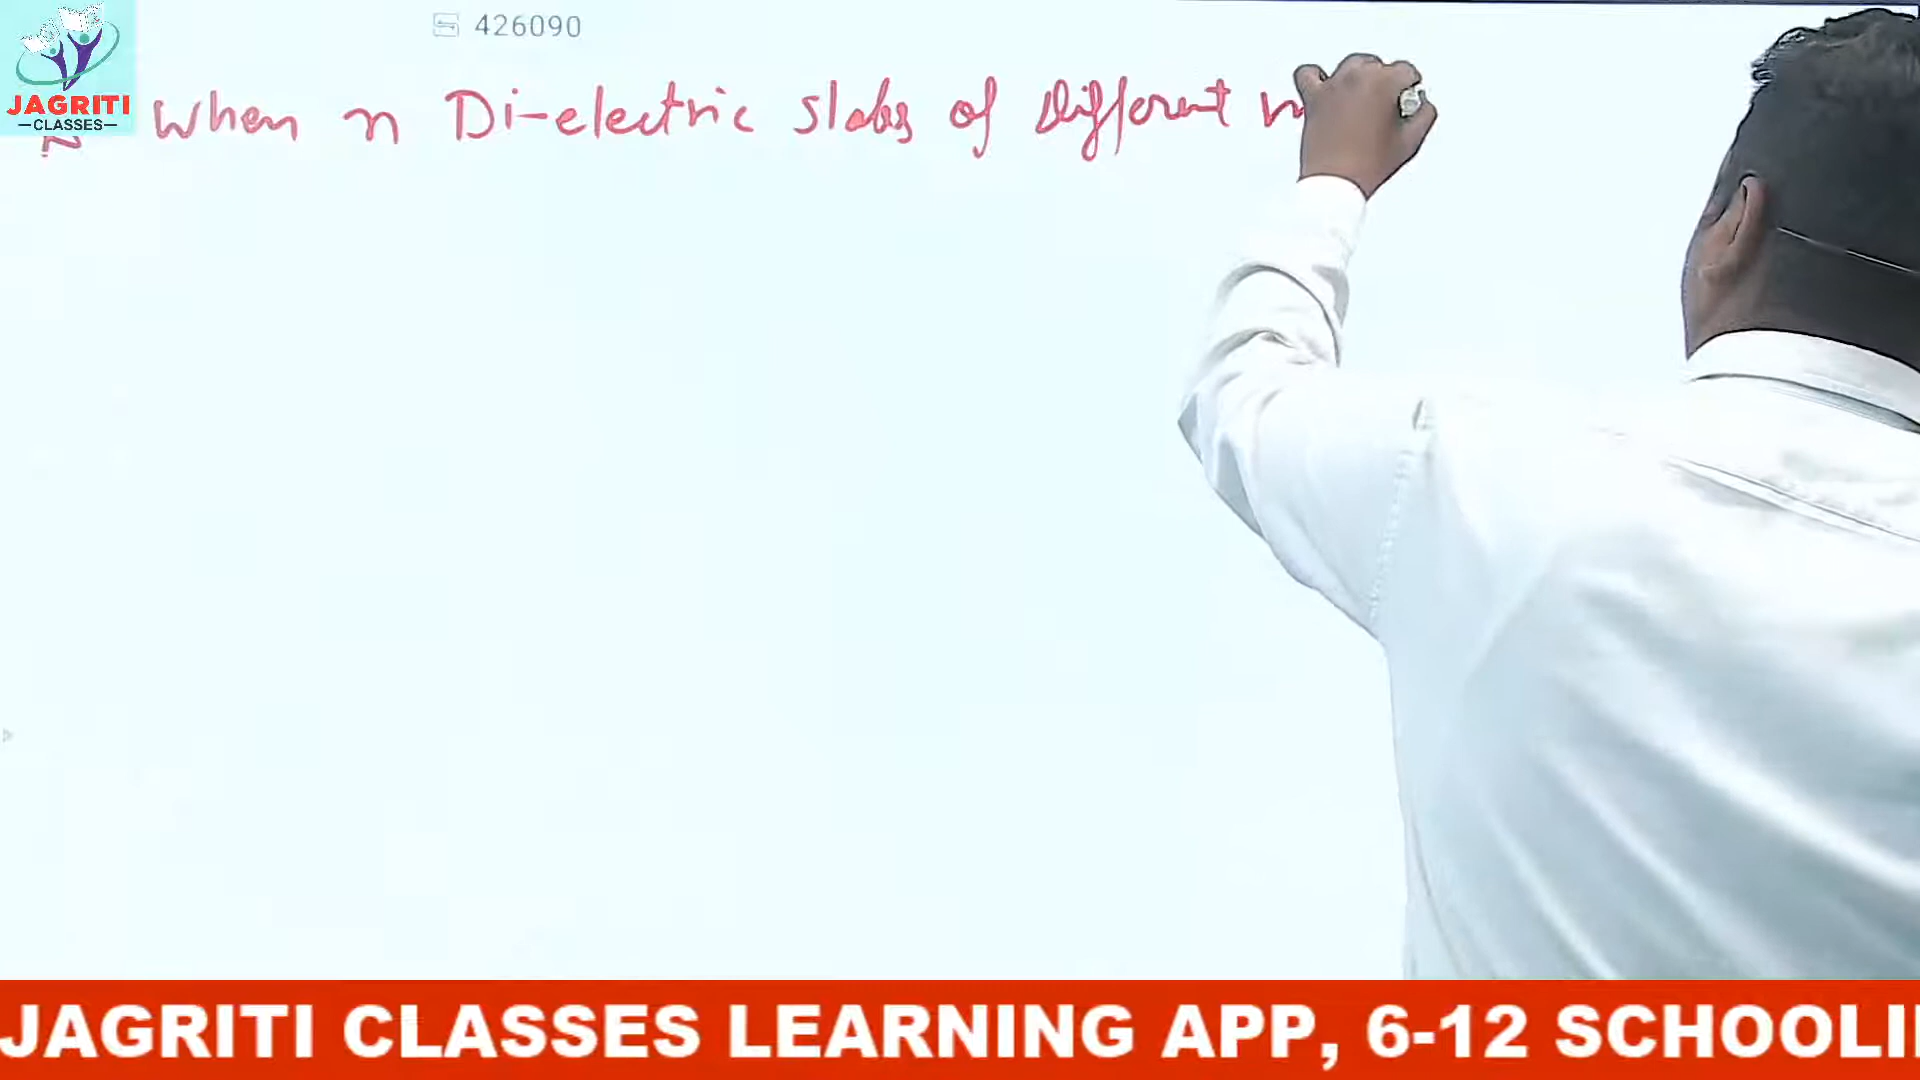 426090
JAGRITI
CLASSES
When n Di-electric slabs of Different
JAGRITI CLASSES LEARNING APP, 6-12 SCHOOLI